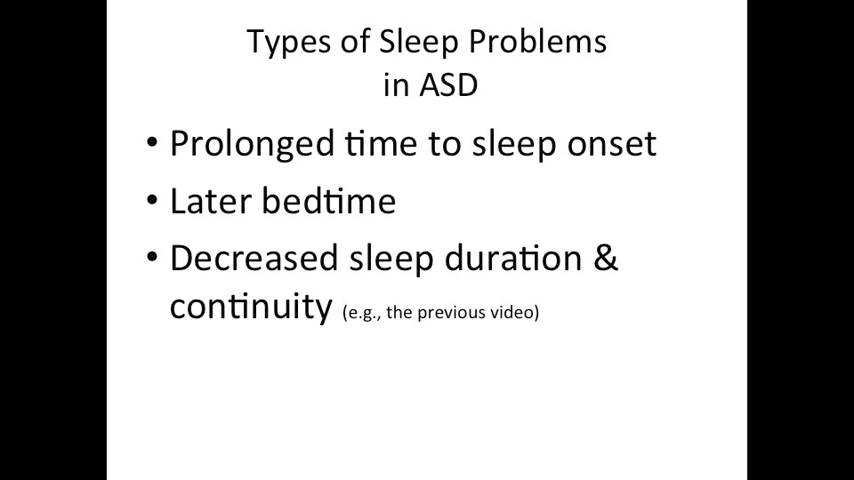 Types of Sleep Problems
in ASD
• Prolonged time to sleep onset
• Later bedtime
• Decreased sleep duration &
continuity (e.g., the previous video)